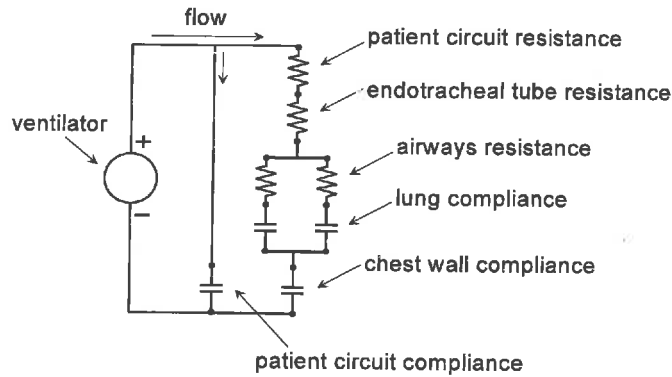 flow
patient circuit resistance
endotracheal tube resistance
ventilator
+
airways resistance
lung compliance
−
chest wall compliance
patient circuit compliance